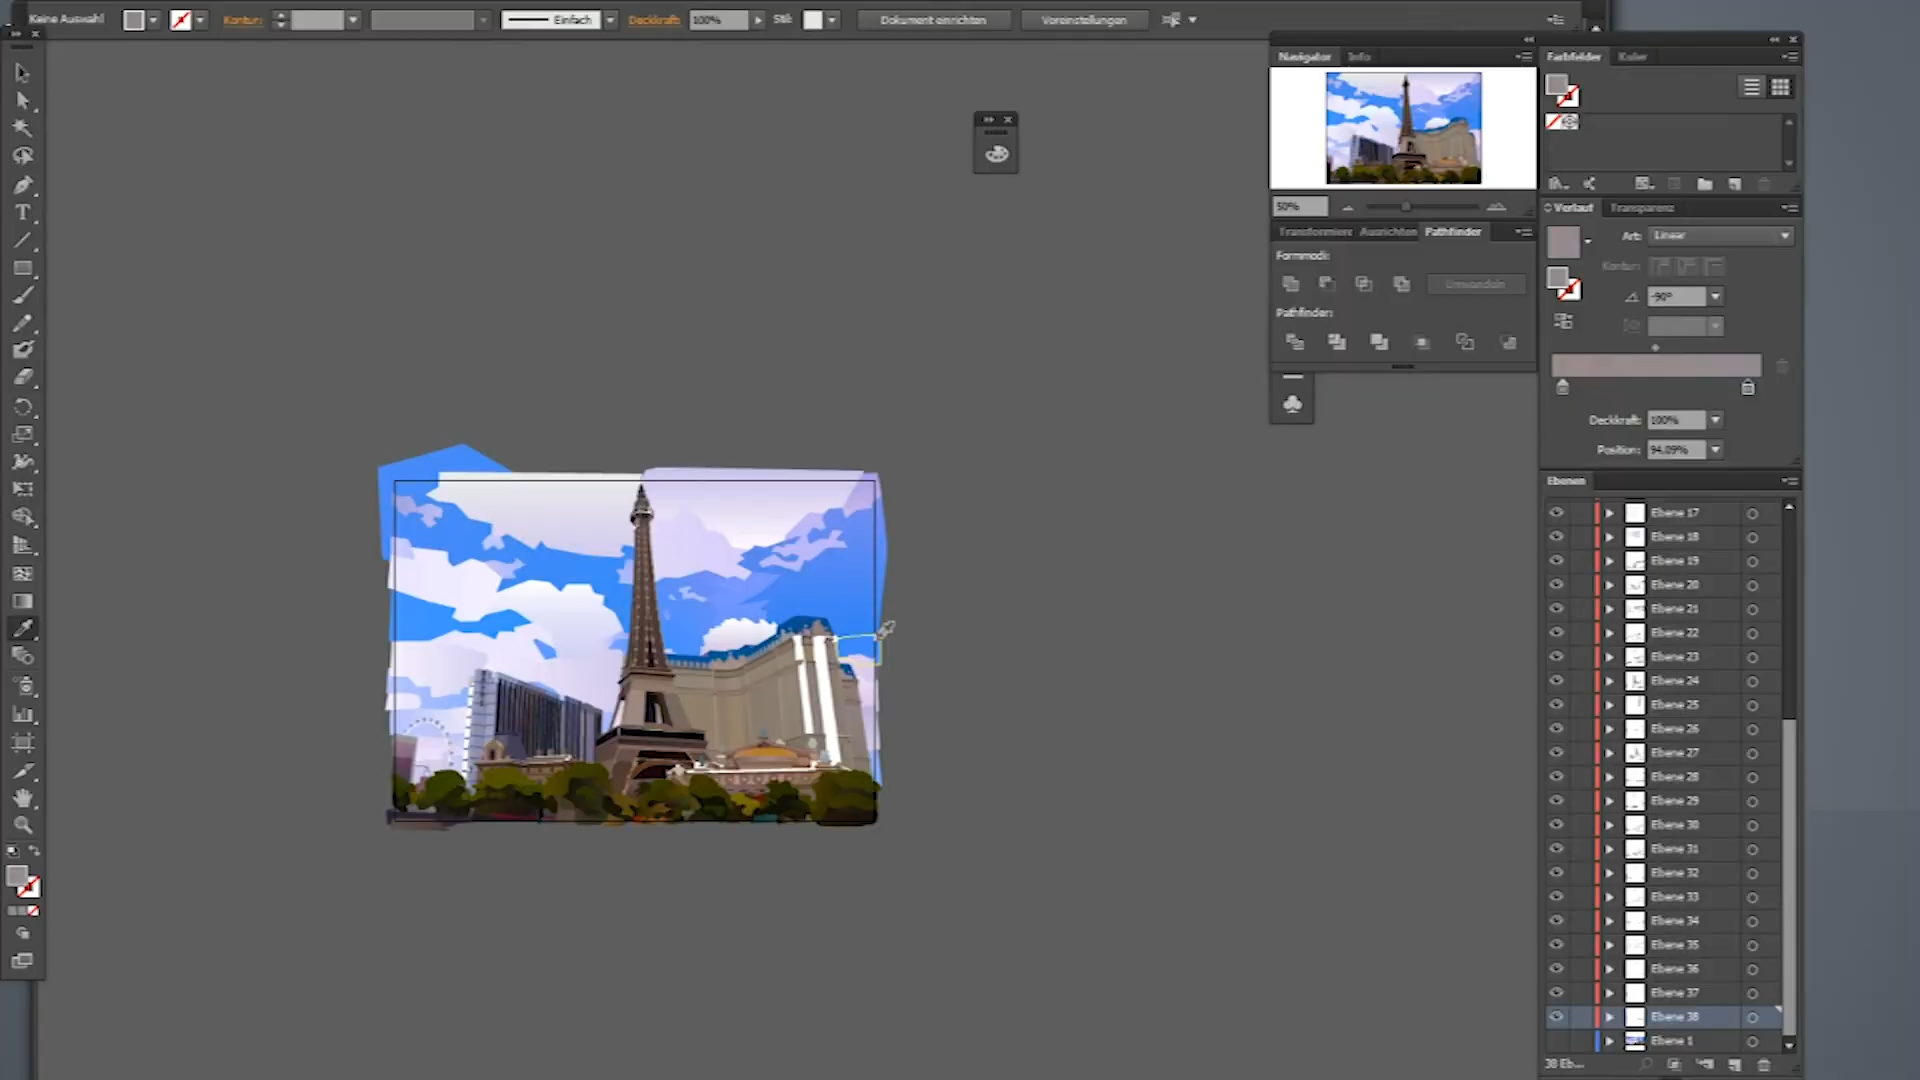 Keine Auswahl
Kontur:
Einfach
Deckkraft:
100%
Stil:
Dokument einrichten
Voreinstellungen
Navigator
Info
50%
Transformiere
Ausrichten
Pathfinder
Formmodi:
Umwandeln
Pathfinder:
Farbfelder
Kuler
Verlauf
Transparenz
Art:
Linear
Kontur:
-90°
Deckkraft:
100%
Position:
94.09%
Ebenen
Ebene 17
Ebene 18
Ebene 19
Ebene 20
Ebene 21
Ebene 22
Ebene 23
Ebene 24
Ebene 25
Ebene 26
Ebene 27
Ebene 28
Ebene 29
Ebene 30
Ebene 31
Ebene 32
Ebene 33
Ebene 34
Ebene 35
Ebene 36
Ebene 37
Ebene 38
Ebene 1
38 Eb...